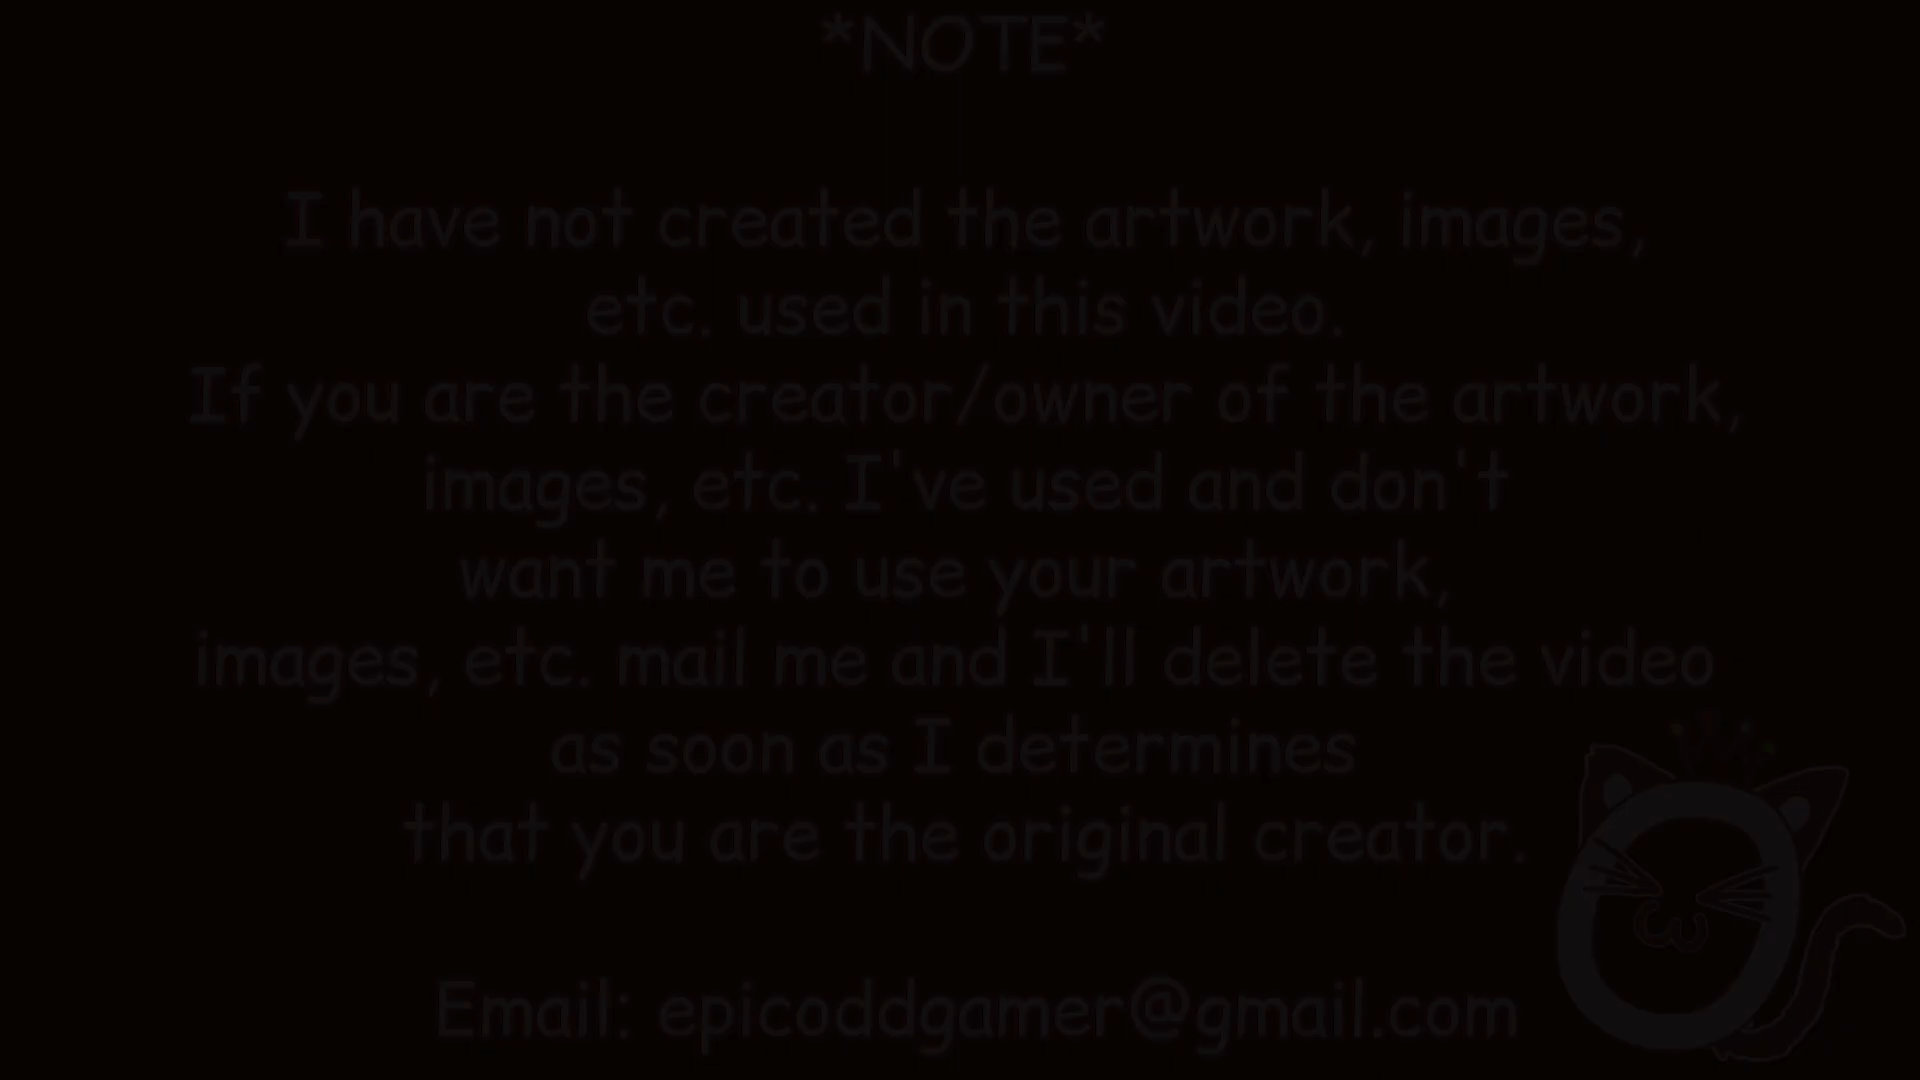 *NOTE*
I have not created the artwork, images,
etc. used in this video.
If you are the creator/owner of the artwork,
images, etc. I've used and don't
want me to use your artwork,
images, etc. mail me and I'll delete the video
as soon as I determines
that you are the original creator.
Email: epicoddgamer@gmail.com